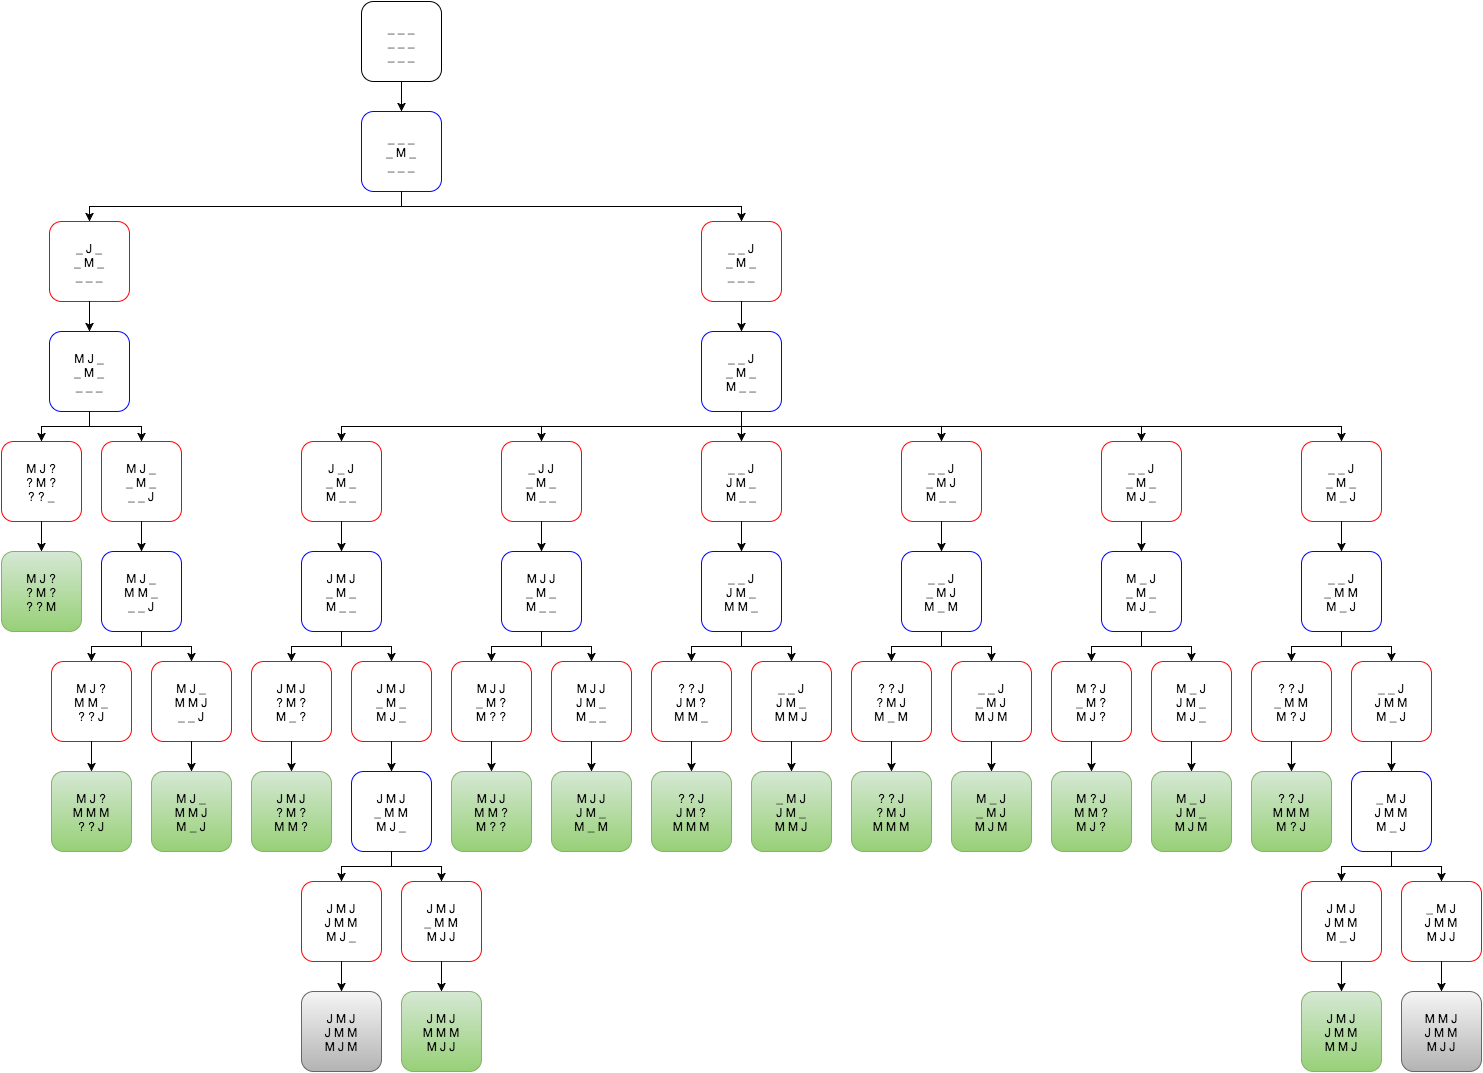 _ _ _
_ _ _
_ _ _
_ _ _
_ M _
_ _ _
_ J _
_ M _
_ _ _
_ _ J
_ M _
_ _ _
M J _
_ M _
_ _ _
_ _ J
_ M _
M _ _
M J ?
? M ?
? ? _
M J _
_ M _
_ _ J
J _ J
_ M _
M _ _
_ J J
_ M _
M _ _
_ _ J
J M _
M _ _
_ _ J
_ M J
M _ _
_ _ J
_ M _
M J _
_ _ J
_ M _
M _ J
M J ?
? M ?
? ? M
M J _
M M _
_ _ J
J M J
_ M _
M _ _
M J J
_ M _
M _ _
_ _ J
J M _
M M _
_ _ J
_ M J
M _ M
M _ J
_ M _
M J _
_ _ J
_ M M
M _ J
M J ?
M M _
? ? J
M J _
M M J
_ _ J
J M J
? M ?
M _ ?
J M J
_ M _
M J _
M J J
_ M ?
M ? ?
M J J
J M _
M _ _
? ? J
J M ?
M M _
_ _ J
J M _
M M J
? ? J
? M J
M _ M
_ _ J
_ M J
M J M
M ? J
_ M ?
M J ?
M _ J
J M _
M J _
? ? J
_ M M
M ? J
_ _ J
J M M
M _ J
M J ?
M M M
? ? J
M J _
M M J
M _ J
J M J
? M ?
M M ?
J M J
_ M M
M J _
M J J
M M ?
M ? ?
M J J
J M _
M _ M
? ? J
J M ?
M M M
_ M J
J M _
M M J
? ? J
? M J
M M M
M _ J
_ M J
M J M
M ? J
M M ?
M J ?
M _ J
J M _
M J M
? ? J
M M M
M ? J
_ M J
J M M
M _ J
J M J
J M M
M J _
J M J
_ M M
M J J
J M J
J M M
M _ J
_ M J
J M M
M J J
J M J
J M M
M J M
J M J
M M M
M J J
J M J
J M M
M M J
M M J
J M M
M J J